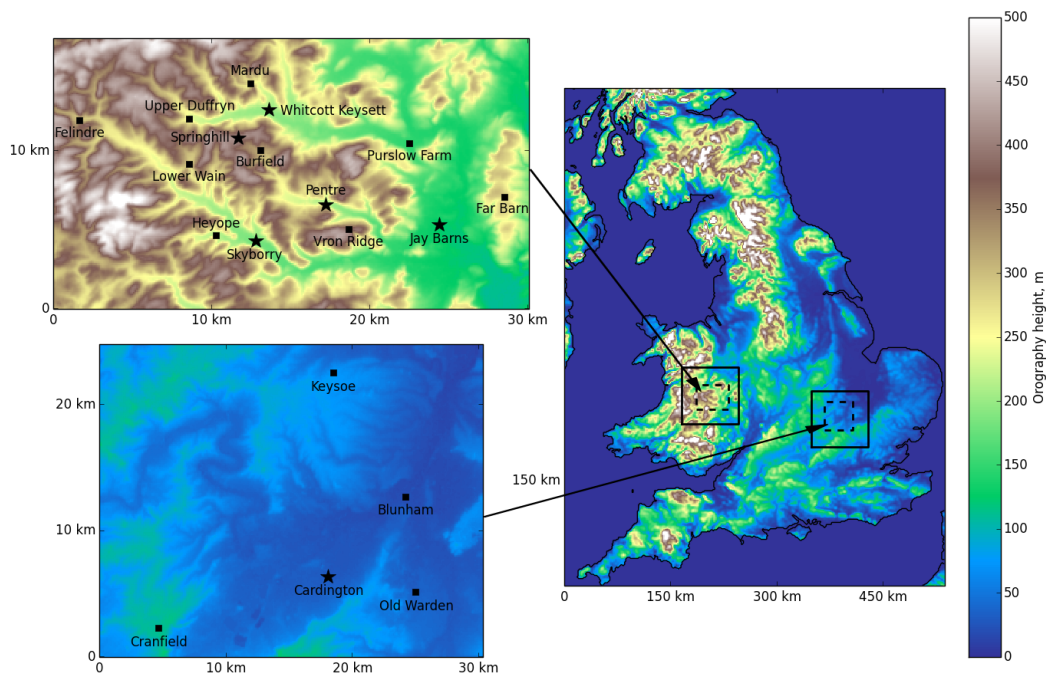 Mardu
Upper Duffryn
Whitcott Keysett
Felindre
Springhill
Burfield
Purslow Farm
Lower Wain
Pentre
Far Barn
Heyope
Vron Ridge
Jay Barns
Skyborry
10 km
0
10 km
20 km
30 km
Keysoe
20 km
Blunham
10 km
Cardington
Old Warden
Cranfield
0
0
10 km
20 km
30 km
150 km
0
150 km
300 km
450 km
500
450
400
350
300
250
200
150
100
50
0
Orography height, m